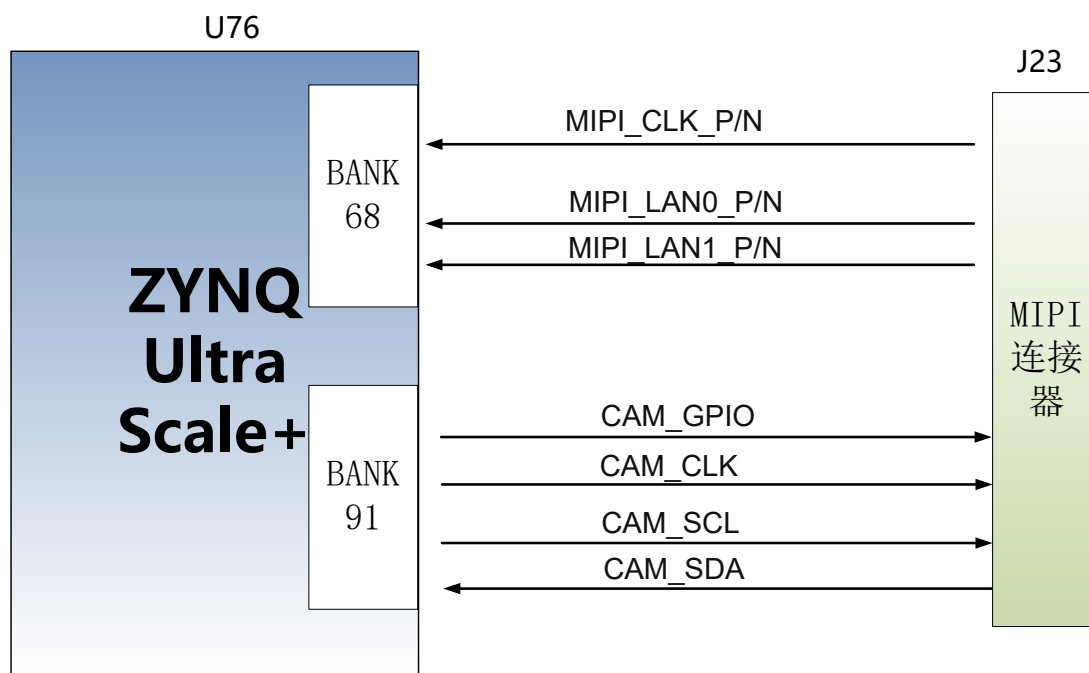 U76
J23
MIPI_CLK_P/N
BANK
68
MIPI_LAN0_P/N
MIPI_LAN1_P/N
ZYNQ
Ultra
Scale+
MIPI
连接
器
CAM_GPIO
BANK
91
CAM_CLK
CAM_SCL
CAM_SDA